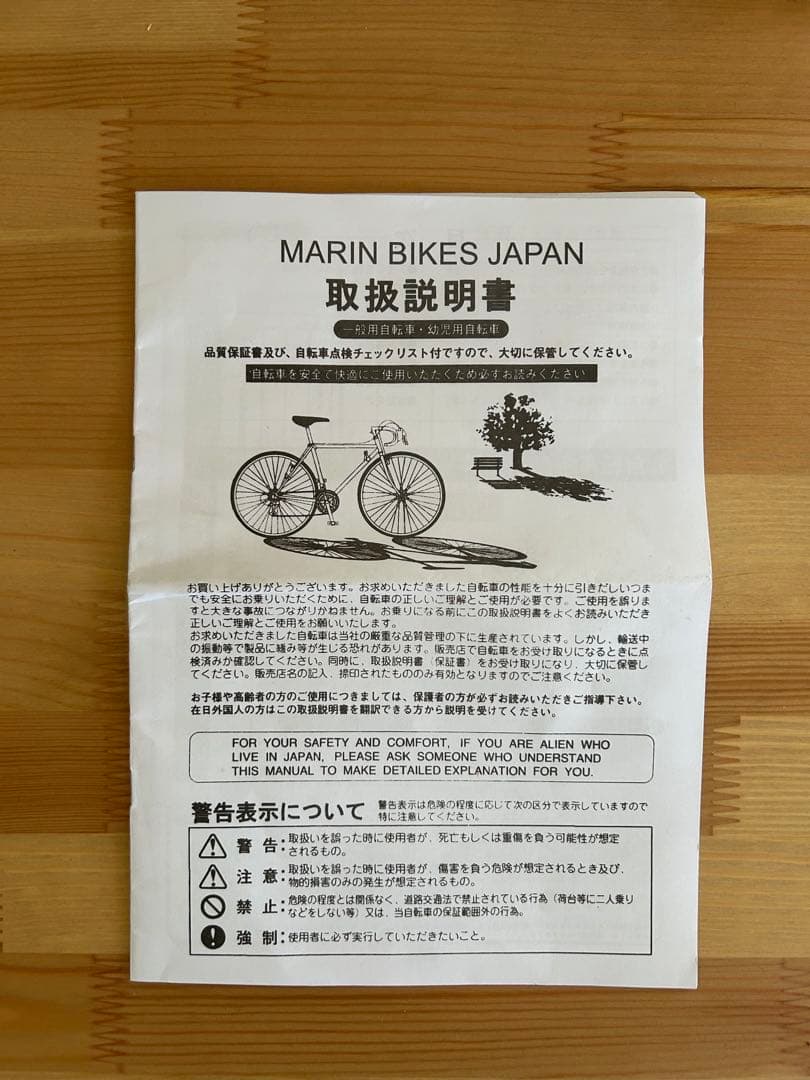 MARIN BIKES JAPAN
取扱説明書
一般用自転車・幼児用自転車
品質保証書及び、自転車点検チェックリスト付ですので、大切に保管してください。
自転車を安全で快適にご使用いただくため必ずお読みください
お買い上げありがとうございます。お求めいただきました自転車の性能を十分に引きだしいつま
でも安全にお乗りいただくために、自転車の正しいご理解とご使用が必要です。ご使用を誤りま
すと大きな事故につながりかねません。お乗りになる前にこの取扱説明書をよくお読みいただき
正しいご理解とご使用をお願いいたします。
お求めいただきました自転車は当社の厳重な品質管理の下に生産されています。しかし、輸送中
の振動等で製品に緩み等が生じる恐れがあります。販売店で自転車をお受け取りになるときに点
検済みか確認してください。同時に、取扱説明書（保証書）をお受け取りになり、大切に保管し
てください。販売店名の記入、捺印されたもののみ有効となりますのでご注意ください。
お子様や高齢者の方のご使用につきましては、保護者の方が必ずお読みいただきご指導下さい。
在日外国人の方はこの取扱説明書を翻訳できる方から説明を受けてください。
FOR YOUR SAFETY AND COMFORT, IF YOU ARE ALIEN WHO
LIVE IN JAPAN, PLEASE ASK SOMEONE WHO UNDERSTAND
THIS MANUAL TO MAKE DETAILED EXPLANATION FOR YOU.
警告表示について
警告表示は危険の程度に応じて次の区分で表示していますので
特に注意してください。
警告:取扱いを誤った時に使用者が、死亡もしくは重傷を負う可能性が想定
されるもの。
注意:取扱いを誤った時に使用者が、傷害を負う危険が想定されるとき及び、
物的損害のみの発生が想定されるもの。
禁止:危険の程度とは関係なく、道路交通法で禁止されている行為（荷台等に二人乗り
などをしない等）又は、当自転車の保証範囲外の行為。
強制:使用者に必ず実行していただきたいこと。